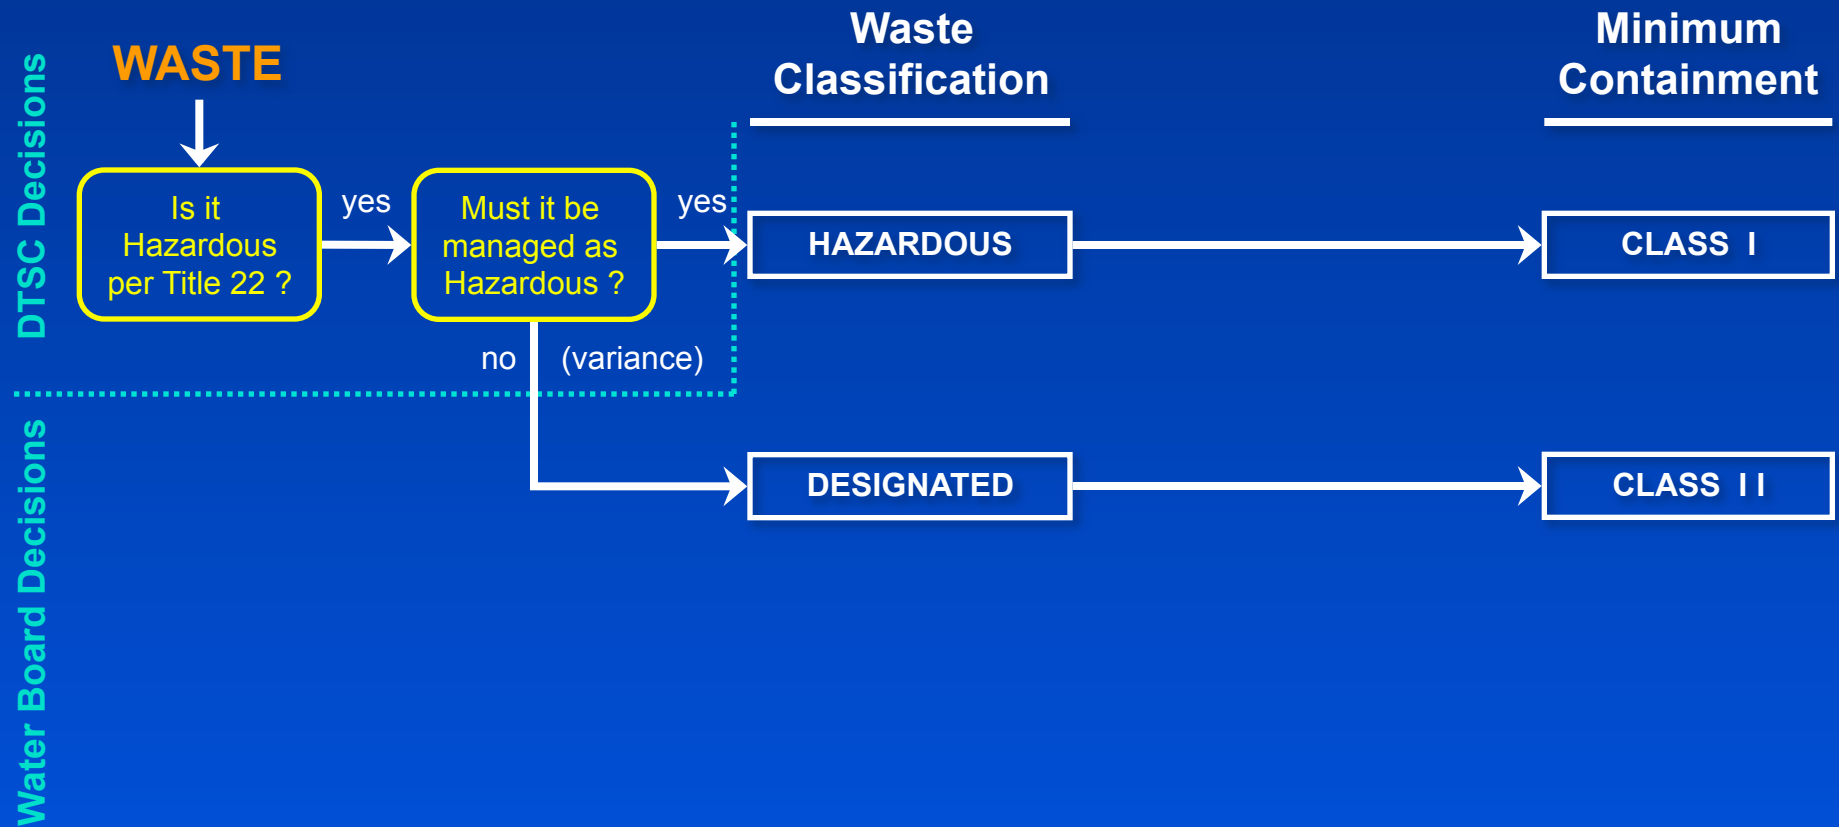 DTSC Decisions
WASTE
Waste
Classification
Minimum
Containment
Is it
Hazardous
per Title 22 ?
yes
Must it be
managed as
Hazardous ?
yes
HAZARDOUS
CLASS I
no (variance)
Water Board Decisions
DESIGNATED
CLASS I I